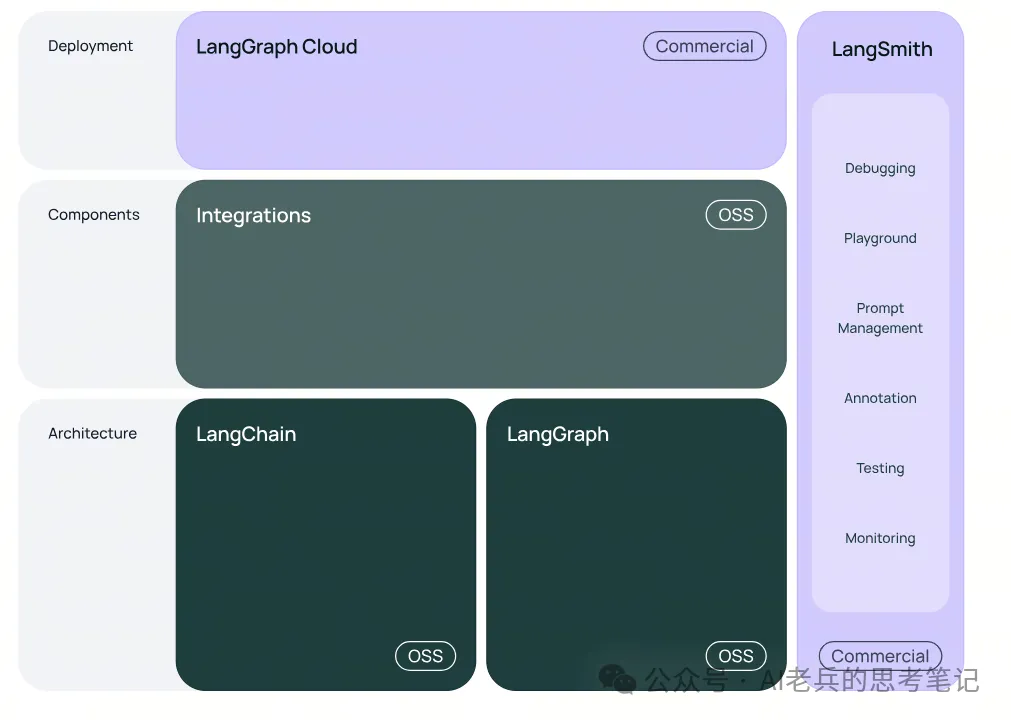 Deployment
LangGraph Cloud
Commercial
Components
Integrations
OSS
Architecture
LangChain
OSS
LangGraph
OSS
LangSmith
Debugging
Playground
Prompt
Management
Annotation
Testing
Monitoring
Commercial
公众号 · AI老兵的思考笔记